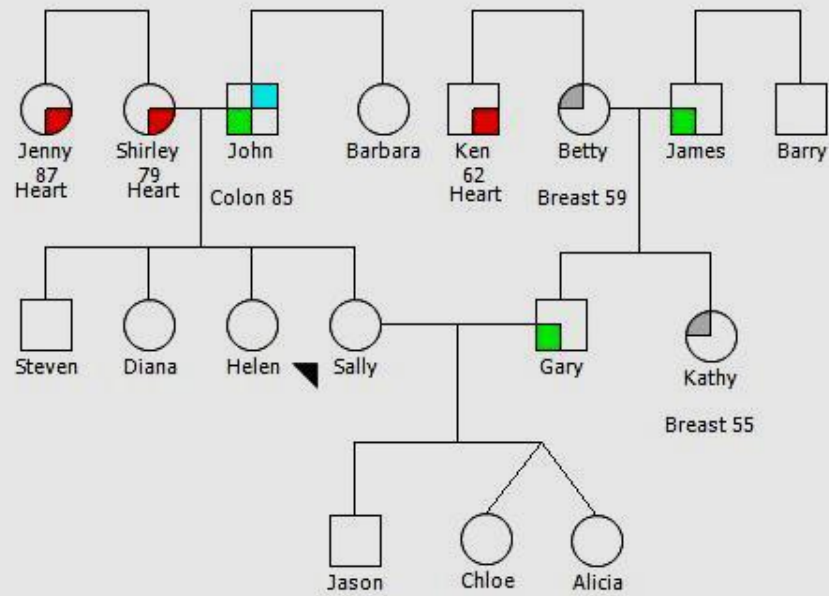 Jenny
87
Heart
Shirley
79
Heart
John
Colon 85
Barbara
Ken
62
Heart
Betty
Breast 59
James
Barry
Steven
Diana
Helen
Sally
Gary
Kathy
Breast 55
Jason
Chloe
Alicia